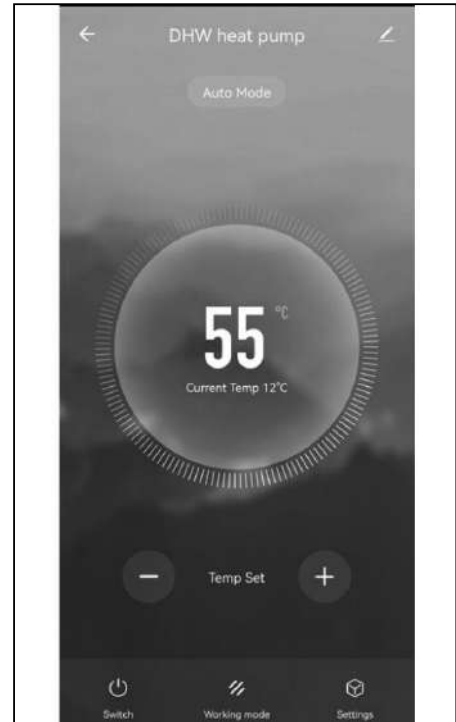 DHW heat pump
Auto Mode
55 °C
Current Temp 12°C
Temp Set
Switch Working mode Settings